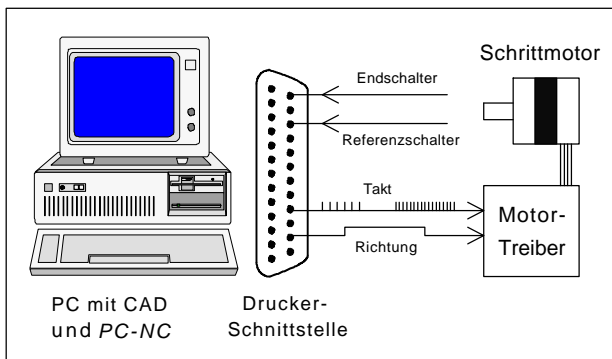 Endschalter
Schrittmotor
Referenzschalter
Takt
Motor-
Treiber
Richtung
PC mit CAD
und PC-NC
Drucker-
Schnittstelle